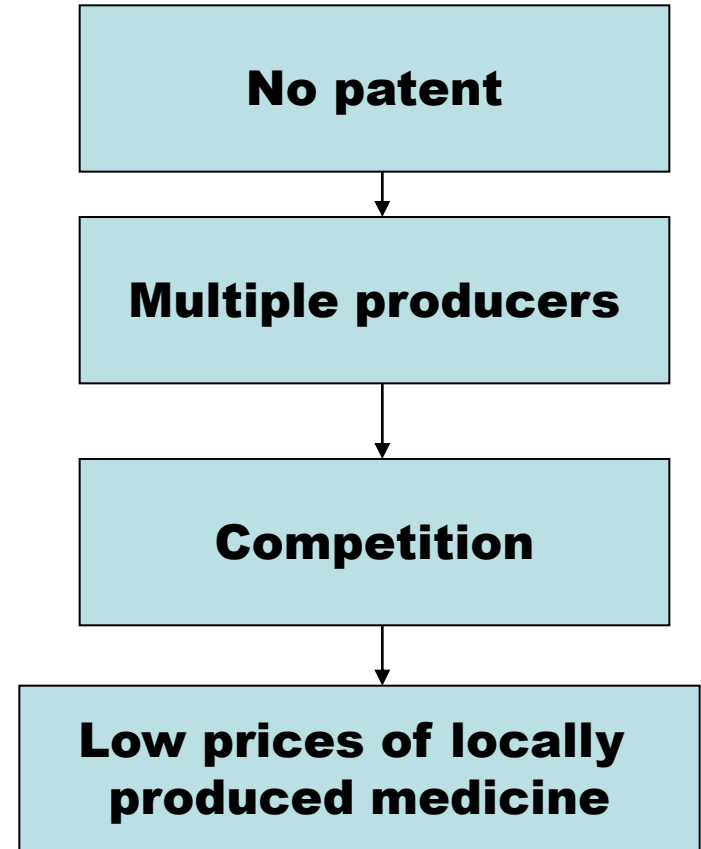 No patent
Multiple producers
Competition
Low prices of locally
produced medicine